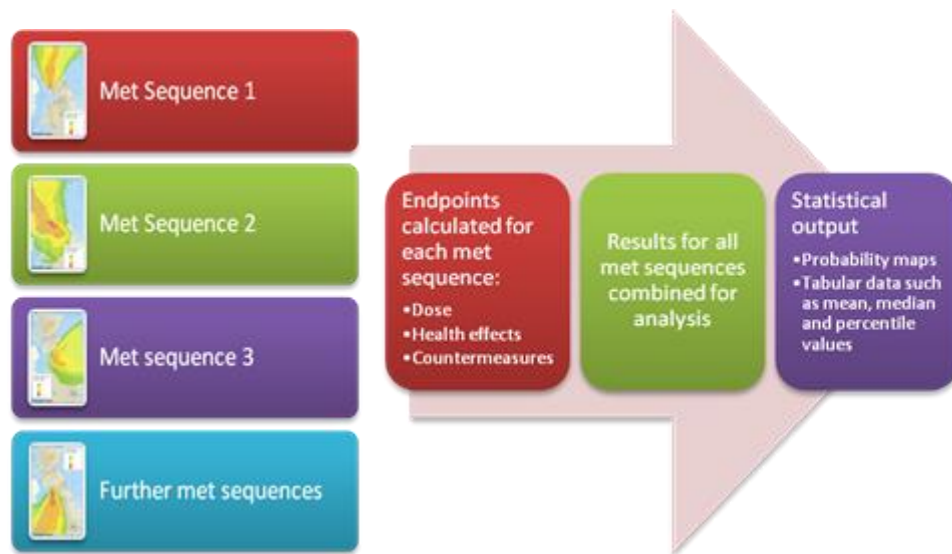 Met Sequence 1
Met Sequence 2
Met sequence 3
Further met sequences
Endpoints
calculated for
each met
sequence:
•Dose
•Health effects
•Countermeasures
Results for all
met sequences
combined for
analysis
Statistical
output
•Probability maps
•Tabular data such
as mean, median
and percentile
values